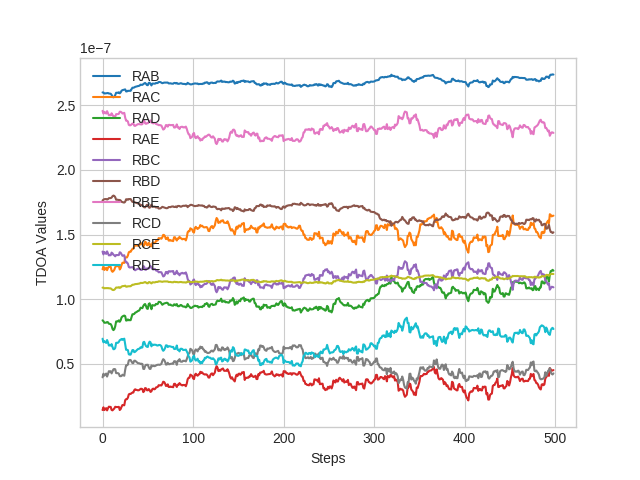 1e−7
RAB
RAC
RAD
RAE
RBC
RBD
RBE
RCD
RCE
RDE
2.5
2.0
1.5
1.0
0.5
TDOA Values
0
100
200
300
400
500
Steps